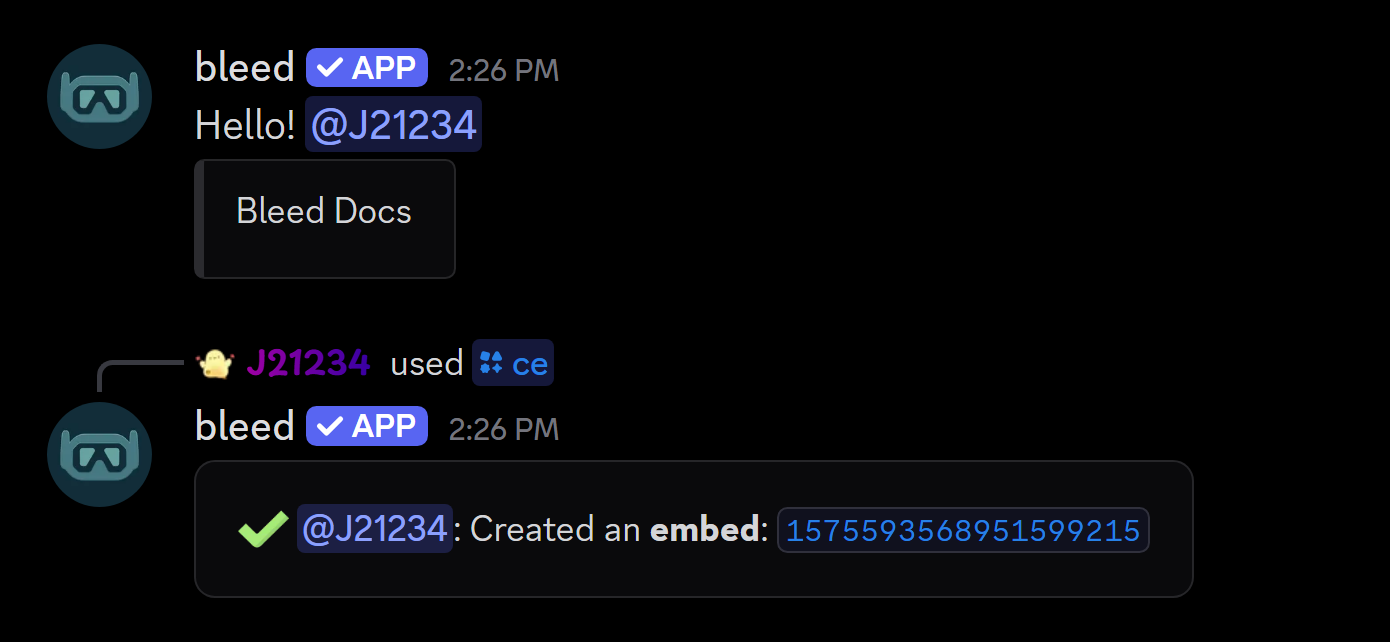 bleed APP 2:26 PM
Hello! @J21234
Bleed Docs
J21234 used ce
bleed APP 2:26 PM
@J21234: Created an embed: 1575593568951599215